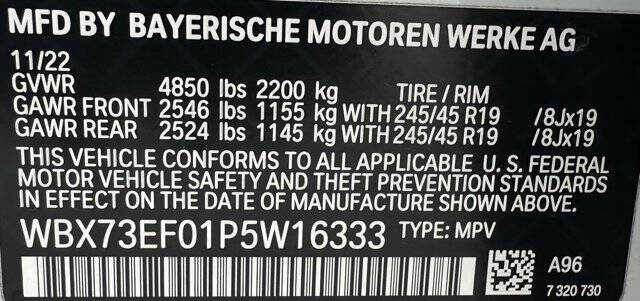 MFD BY BAYERISCHE MOTOREN WERKE AG
11/22
GVWR 4850 lbs 2200 kg TIRE / RIM
GAWR FRONT 2546 lbs 1155 kg WITH 245/45 R19 /8Jx19
GAWR REAR 2524 lbs 1145 kg WITH 245/45 R19 /8Jx19
THIS VEHICLE CONFORMS TO ALL APPLICABLE U. S. FEDERAL
MOTOR VEHICLE SAFETY AND THEFT PREVENTION STANDARDS
IN EFFECT ON THE DATE OF MANUFACTURE SHOWN ABOVE.
WBX73EF01P5W16333 TYPE: MPV
A96
7 320 730